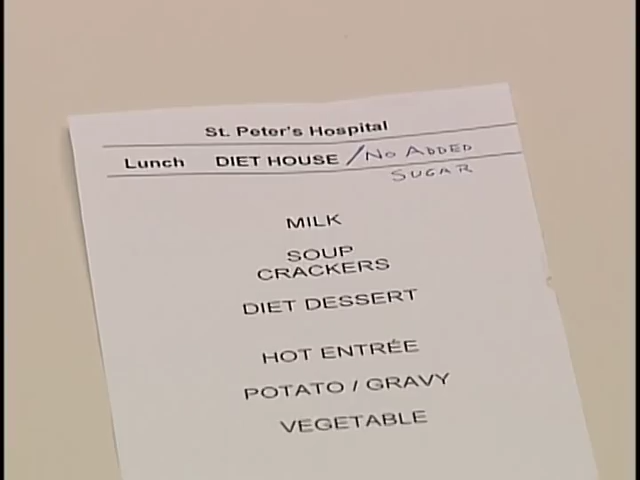 St. Peter's Hospital
Lunch DIET HOUSE / No ADDED
SUGAR
MILK
SOUP
CRACKERS
DIET DESSERT
HOT ENTRÉE
POTATO / GRAVY
VEGETABLE